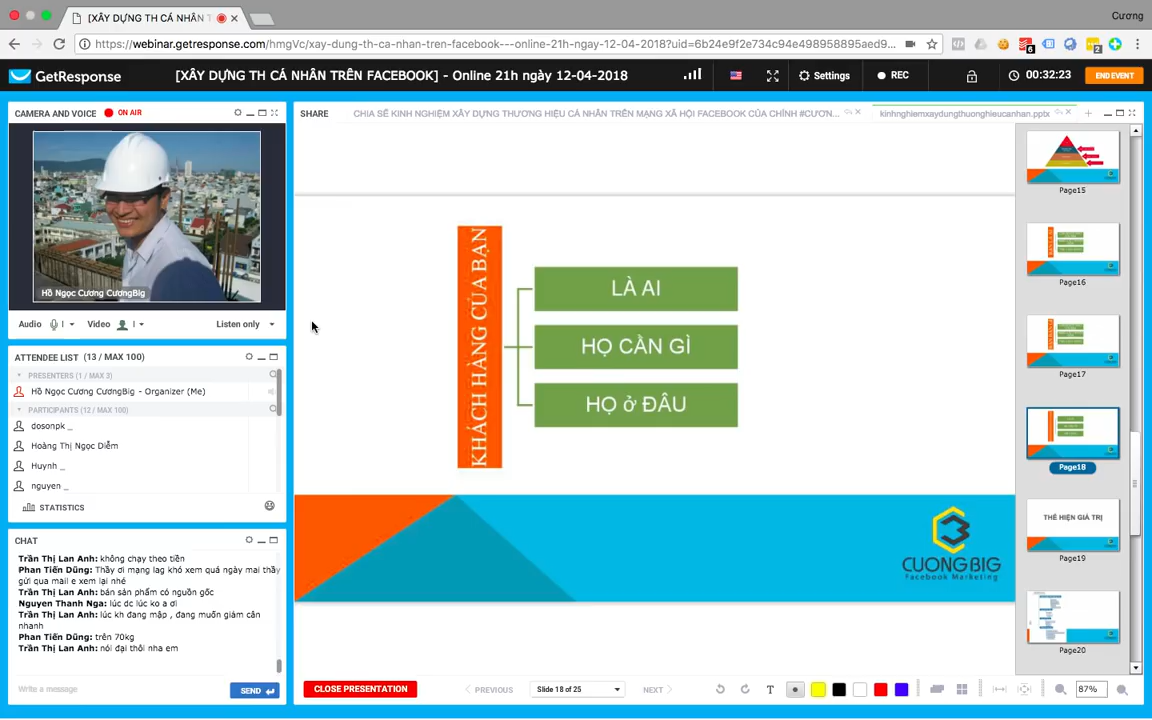 [XÂY DỰNG TH CÁ NHÂN T
Cương
https://webinar.getresponse.com/hmgVc/xay-dung-th-ca-nhan-tren-facebook---online-21h-ngay-12-04-2018?uid=6b24e9f2e734c94e498958895aed9...
6
2
GetResponse
[XÂY DỰNG TH CÁ NHÂN TRÊN FACEBOOK] - Online 21h ngày 12-04-2018
Settings
REC
00:32:23
END EVENT
CAMERA AND VOICE
ON AIR
SHARE
CHIA SẺ KINH NGHIỆM XÂY DỰNG THƯƠNG HIỆU CÁ NHÂN TRÊN MẠNG XÃ HỘI FACEBOOK CỦA CHÍNH #CƯƠN...
kinhnghiemxaydungthuonghieucanhan.pptx
Hồ Ngọc Cương CươngBig
Audio
Video
Listen only
ATTENDEE LIST (13 / MAX 100)
PRESENTERS (1 / MAX 3)
Hồ Ngọc Cương CươngBig - Organizer (Me)
PARTICIPANTS (12 / MAX 100)
dosonpk _
Hoàng Thị Ngọc Diễm
Huynh _
nguyen _
STATISTICS
CHAT
Trần Thị Lan Anh: không chạy theo tiền
Phan Tiến Dũng: Thầy ơi mạng lag khó xem quá ngày mai thầy
gửi qua mail e xem lại nhé
Trần Thị Lan Anh: bán sản phẩm có nguồn gốc
Nguyen Thanh Nga: lúc dc lúc ko a ơi
Trần Thị Lan Anh: lúc kh đang mập , đang muốn giảm cân
nhanh
Phan Tiến Dũng: trên 70kg
Trần Thị Lan Anh: nói đại thôi nha em
Write a message
SEND
KHÁCH HÀNG CỦA BẠN
LÀ AI
HỌ CẦN GÌ
HỌ ở ĐÂU
CUONGBIG
Facebook Marketing
Page15
Page16
Page17
Page18
THỂ HIỆN GIÁ TRỊ
Page19
Page20
CLOSE PRESENTATION
PREVIOUS
Slide 18 of 25
NEXT
T
87%